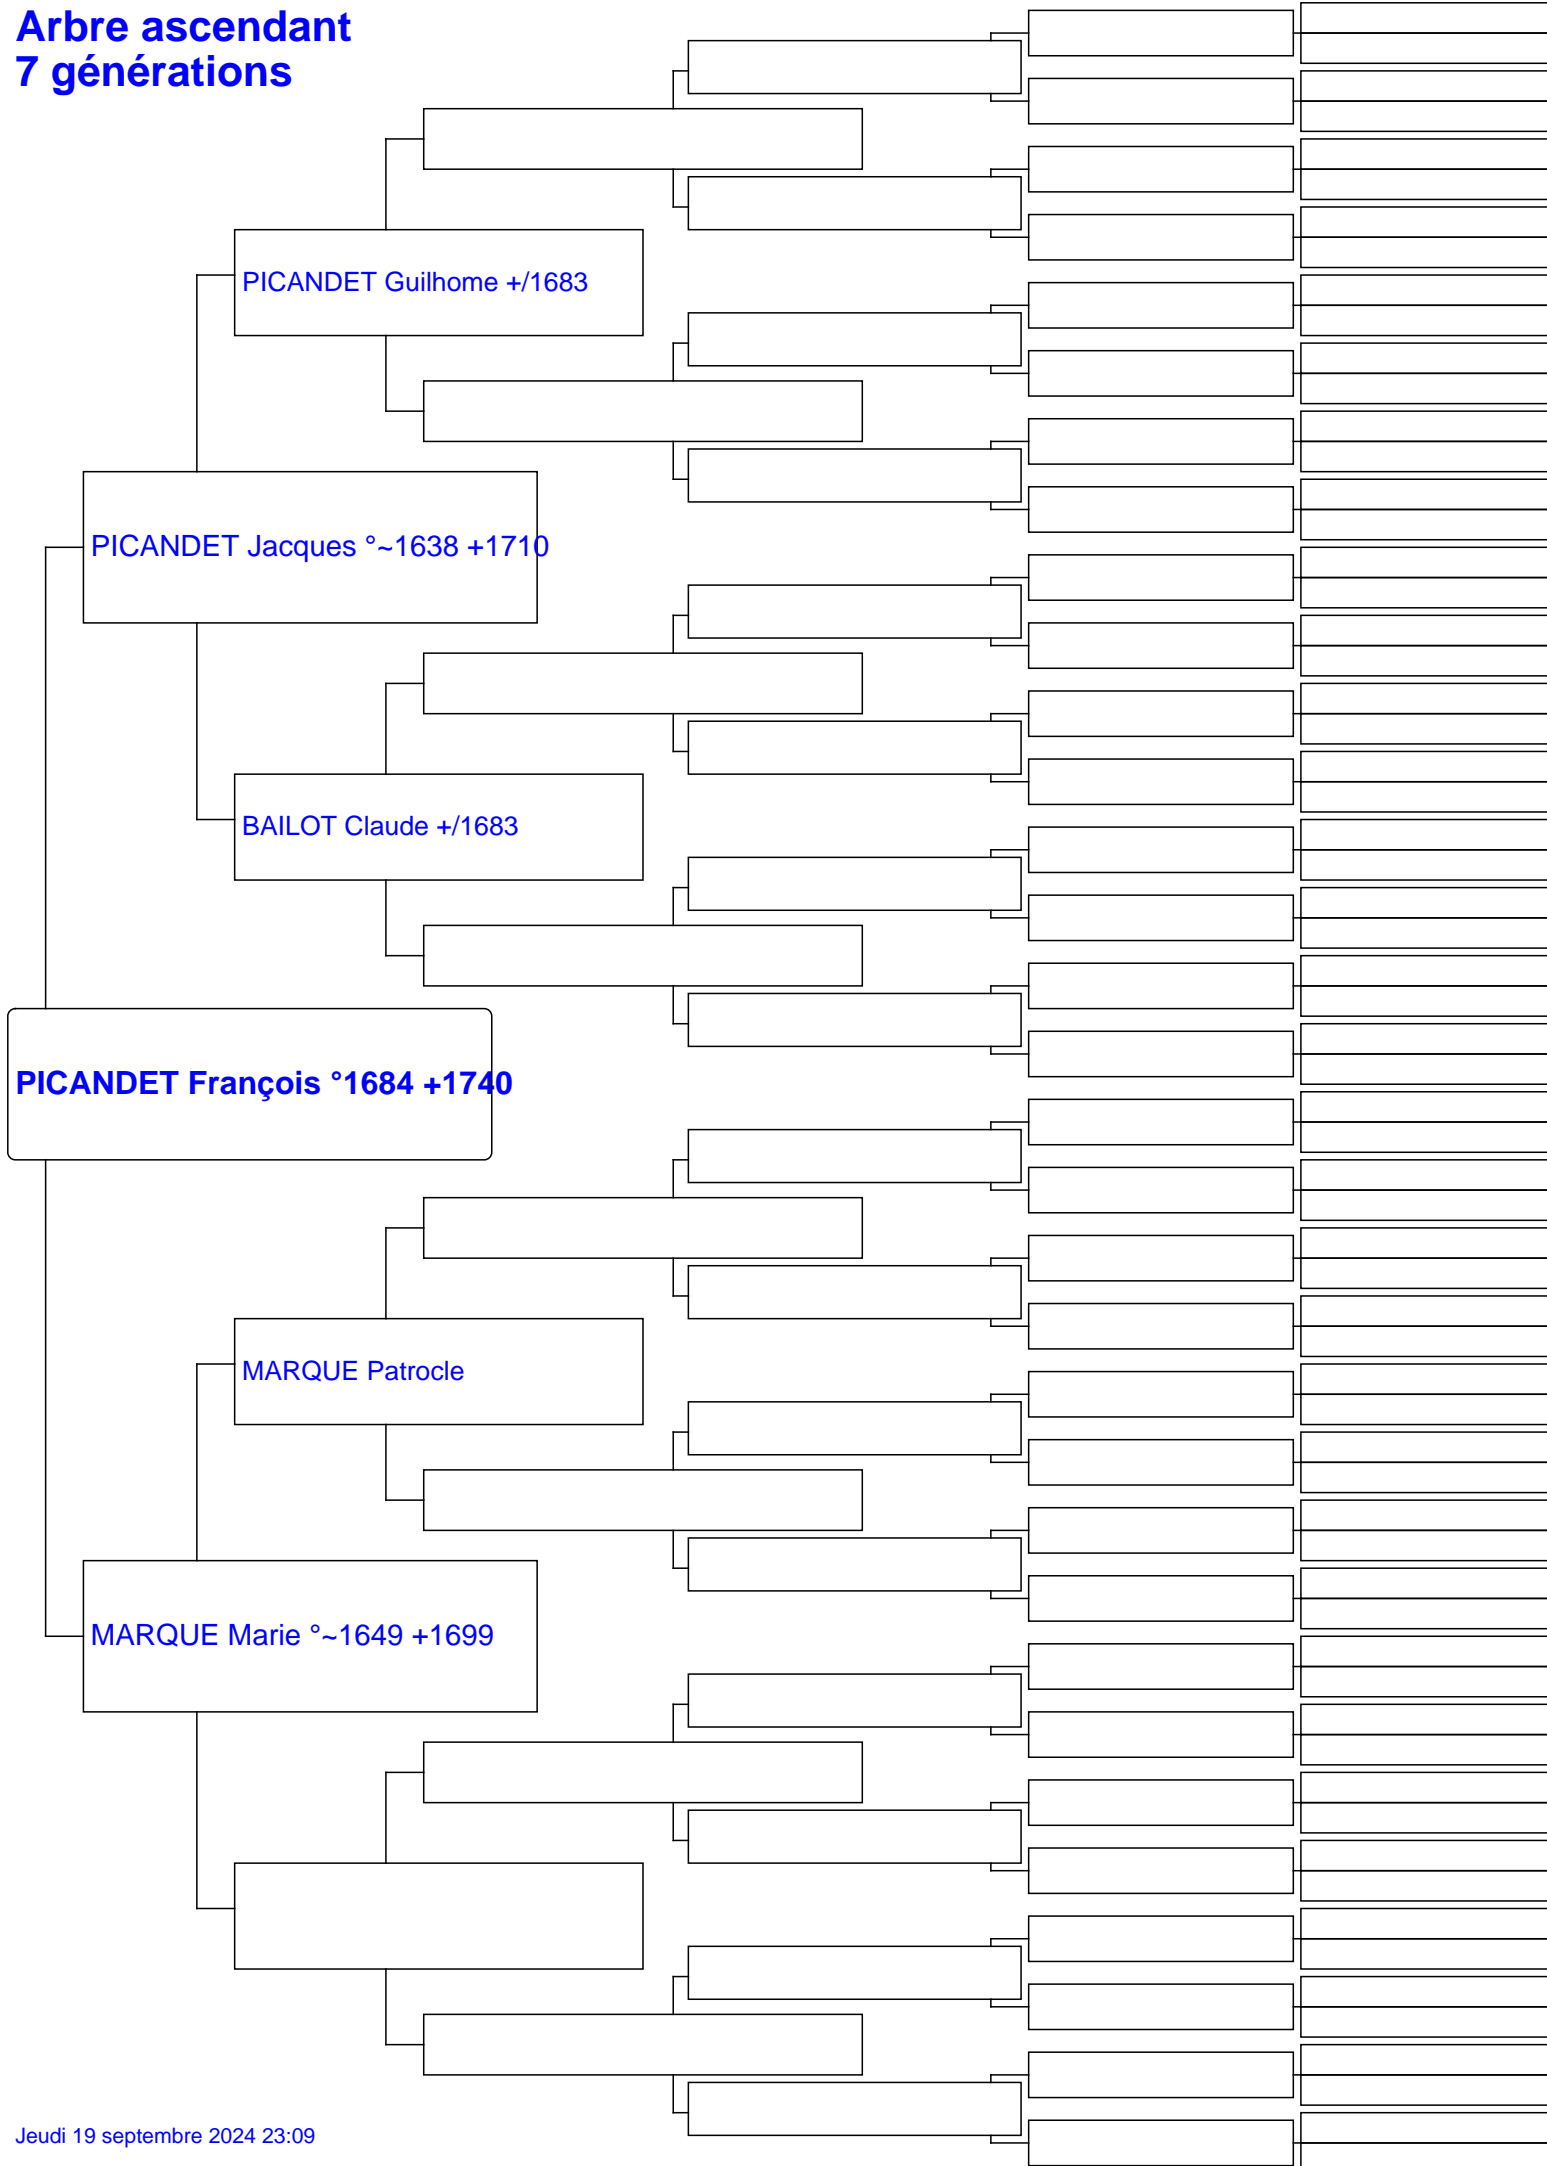 Arbre ascendant
7 générations
PICANDET Guilhome +/1683
PICANDET Jacques °~1638 +1710
BAILOT Claude +/1683
PICANDET François °1684 +1740
MARQUE Patrocle
MARQUE Marie °~1649 +1699
Jeudi 19 septembre 2024 23:09